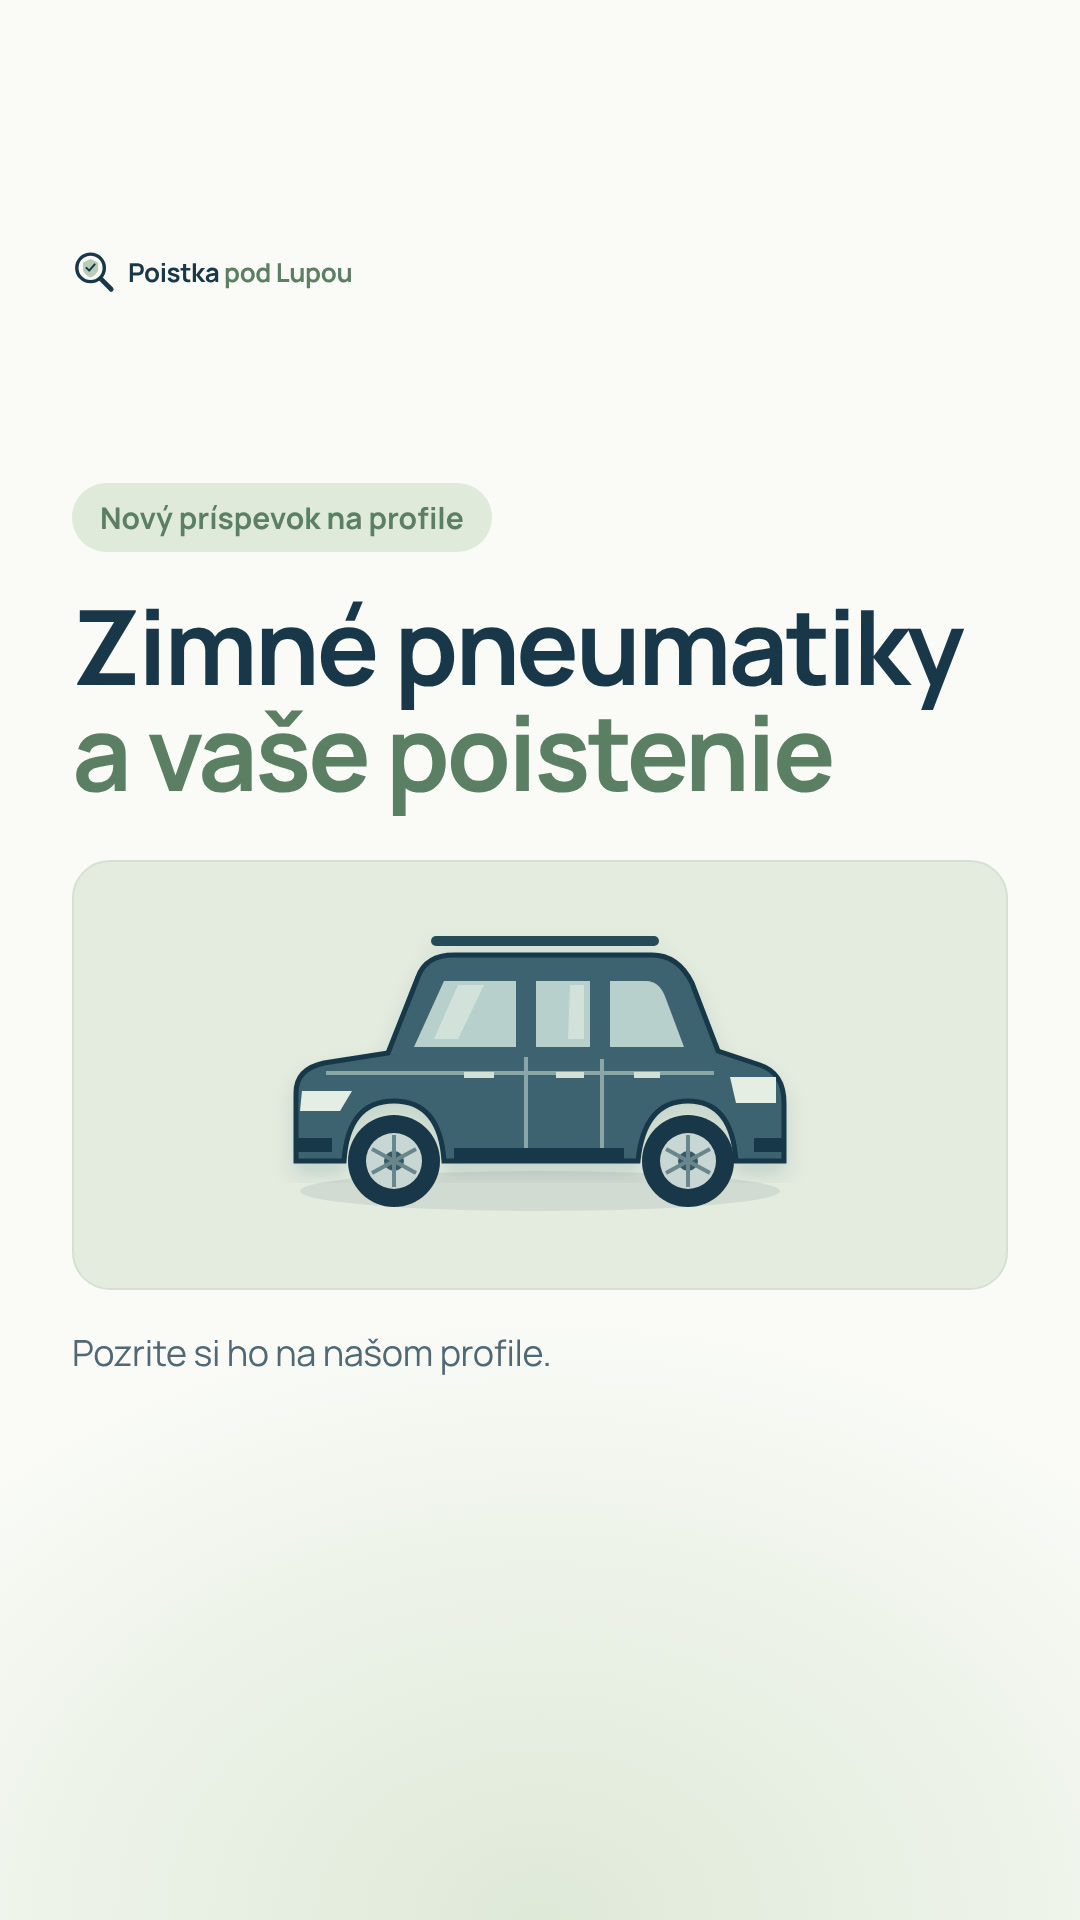 Poistka pod Lupou
Nový príspevok na profile
Zimné pneumatiky
a vaše poistenie
Pozrite si ho na našom profile.